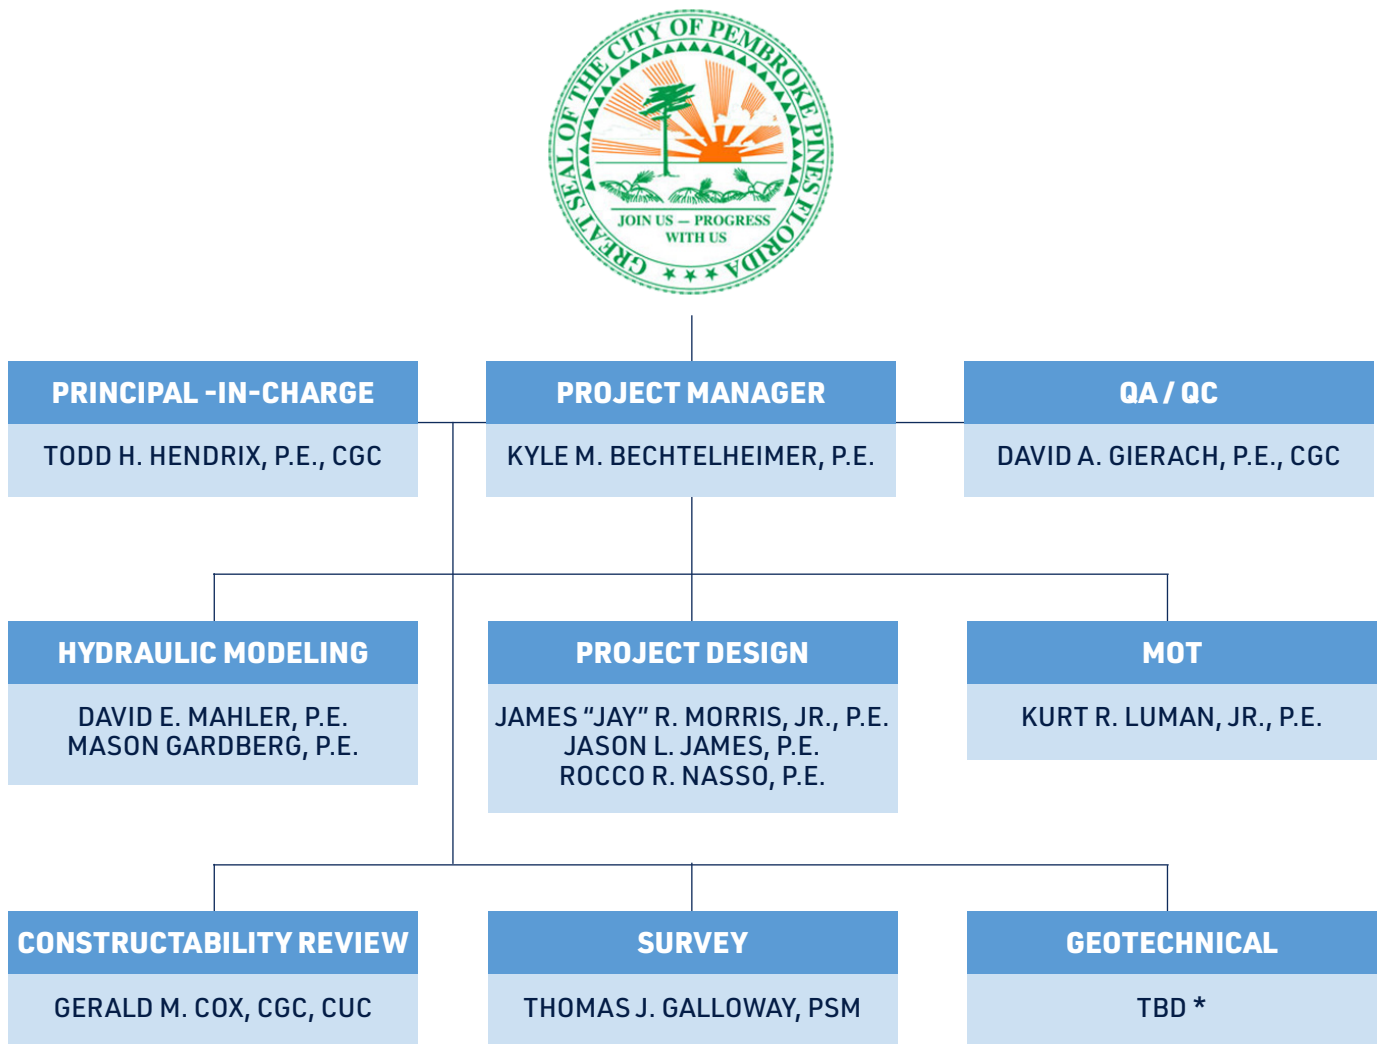 GREAT SEAL OF THE CITY OF PEMBROKE PINES FLORIDA
JOIN US — PROGRESS
WITH US
PRINCIPAL -IN-CHARGE
TODD H. HENDRIX, P.E., CGC
PROJECT MANAGER
KYLE M. BECHTELHEIMER, P.E.
QA / QC
DAVID A. GIERACH, P.E., CGC
HYDRAULIC MODELING
DAVID E. MAHLER, P.E.
MASON GARDBERG, P.E.
PROJECT DESIGN
JAMES “JAY” R. MORRIS, JR., P.E.
JASON L. JAMES, P.E.
ROCCO R. NASSO, P.E.
MOT
KURT R. LUMAN, JR., P.E.
CONSTRUCTABILITY REVIEW
GERALD M. COX, CGC, CUC
SURVEY
THOMAS J. GALLOWAY, PSM
GEOTECHNICAL
TBD *